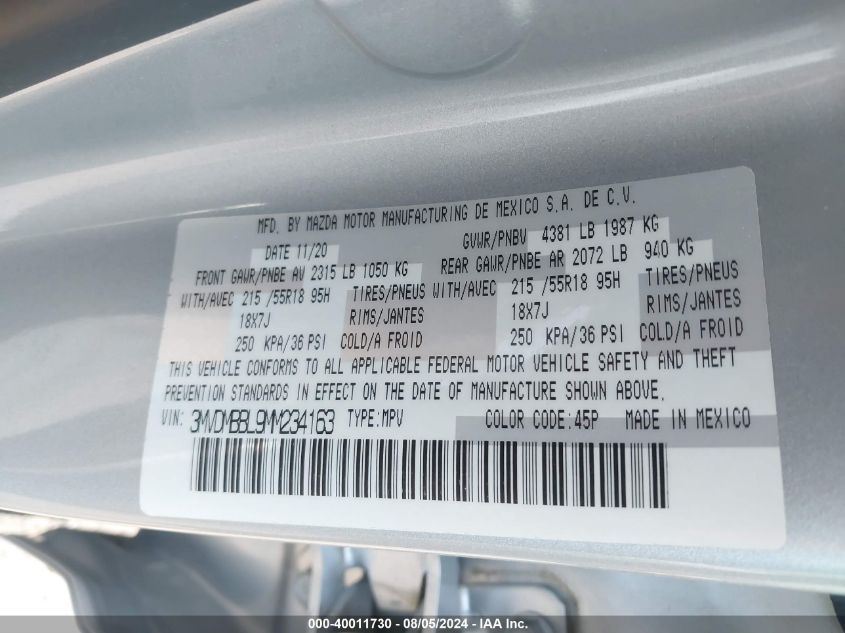 MFD. BY MAZDA MOTOR MANUFACTURING DE MEXICO S.A. DE C.V.
DATE 11/20 GVWR/PNBV 4381 LB 1987 KG
FRONT GAWR/PNBE AV 2315 LB 1050 KG REAR GAWR/PNBE AR 2072 LB 940 KG
WITH/AVEC 215 /55R18 95H TIRES/PNEUS WITH/AVEC 215 /55R18 95H TIRES/PNEUS
18X7J RIMS/JANTES 18X7J RIMS/JANTES
250 KPA/36 PSI COLD/A FROID 250 KPA/36 PSI COLD/A FROID
THIS VEHICLE CONFORMS TO ALL APPLICABLE FEDERAL MOTOR VEHICLE SAFETY AND THEFT
PREVENTION STANDARDS IN EFFECT ON THE DATE OF MANUFACTURE SHOWN ABOVE.
VIN: 3MVDMBBL9MM234163 TYPE:MPV COLOR CODE:45P MADE IN MEXICO
000-40011730 - 08/05/2024 - IAA Inc.